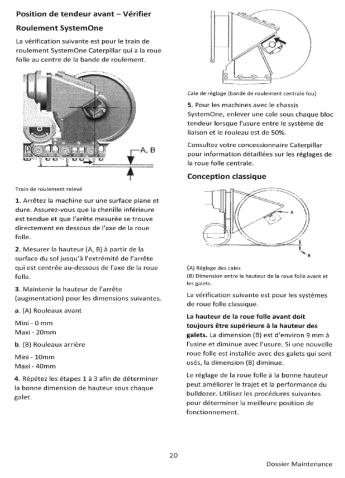 Position de tendeur avant – Vérifier
Roulement SystemOne
La vérification suivante est pour le train de
roulement SystemOne Caterpillar qui a la roue
folle au centre de la bande de roulement.
A, B
Train de roulement relevé
1. Arrêtez la machine sur une surface plane et
dure. Assurez-vous que la chenille inférieure
est tendue et que l'arête mesurée se trouve
directement en dessous de l'axe de la roue
folle.
2. Mesurer la hauteur (A, B) à partir de la
surface du sol jusqu'à l'extrémité de l'arête
qui est centrée au-dessous de l'axe de la roue
folle.
3. Maintenir la hauteur de l'arrête
(augmentation) pour les dimensions suivantes.
a. (A) Rouleaux avant
Mini - 0 mm
Maxi - 20mm
b. (B) Rouleaux arrière
Mini - 10mm
Maxi - 40mm
4. Répétez les étapes 1 à 3 afin de déterminer
la bonne dimension de hauteur sous chaque
galet.
Cale de réglage (bande de roulement centrale fou)
5. Pour les machines avec le chassis
SystemOne, enlever une cale sous chaque bloc
tendeur lorsque l'usure entre le système de
liaison et le rouleau est de 50%.
Consultez votre concessionnaire Caterpillar
pour information détaillées sur les réglages de
la roue folle centrale.
Conception classique
A
B
(A) Réglage des cales
(B) Dimension entre la hauteur de la roue folle avant et
les galets.
La vérification suivante est pour les systèmes
de roue folle classique.
La hauteur de la roue folle avant doit
toujours être supérieure à la hauteur des
galets. La dimension (B) est d'environ 9 mm à
l'usine et diminue avec l'usure. Si une nouvelle
roue folle est installée avec des galets qui sont
usés, la dimension (B) diminue.
Le réglage de la roue folle à la bonne hauteur
peut améliorer le trajet et la performance du
bulldozer. Utilisez les procédures suivantes
pour déterminer la meilleure position de
fonctionnement.
20
Dossier Maintenance